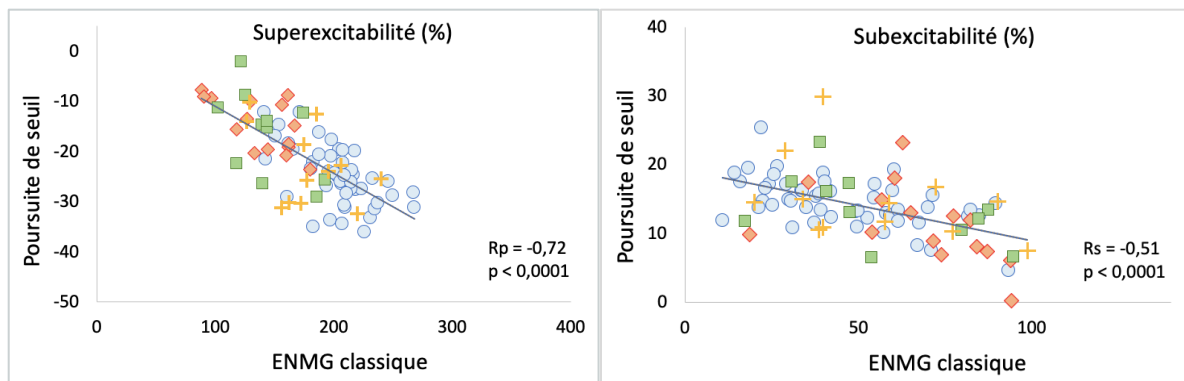 Superexcitabilité (%)
Poursuite de seuil
0
-10
-20
-30
-40
-50
0
100
200
300
400
Rp = -0,72
p < 0,0001
ENMG classique
Subexcitabilité (%)
Poursuite de seuil
40
30
20
10
0
0
50
100
Rs = -0,51
p < 0,0001
ENMG classique